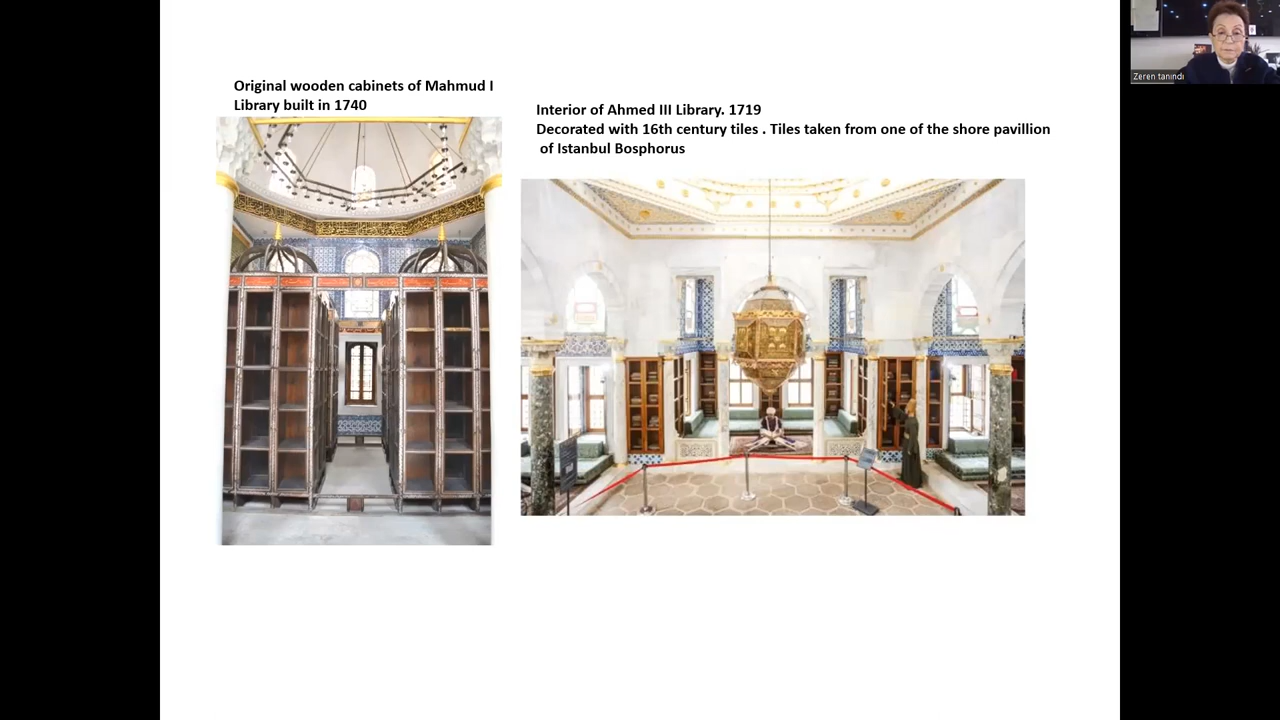 Original wooden cabinets of Mahmud I
Library built in 1740
Interior of Ahmed III Library. 1719
Decorated with 16th century tiles . Tiles taken from one of the shore pavillion
of Istanbul Bosphorus
Zeren tanındı